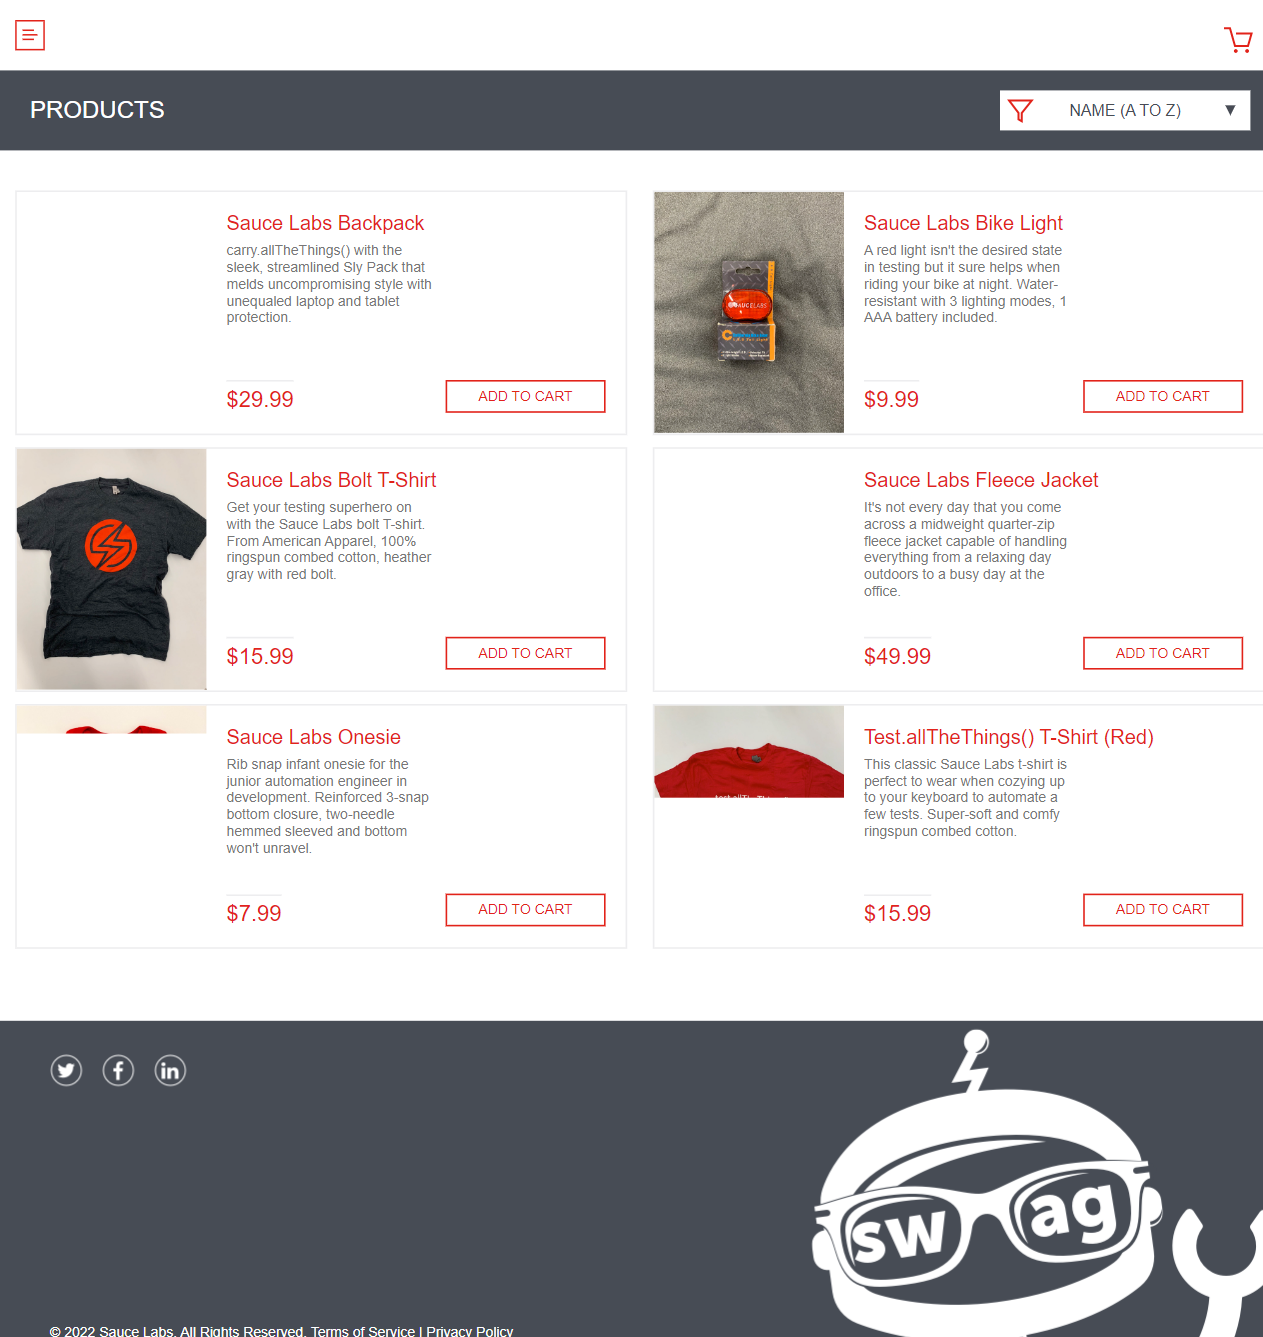 PRODUCTS
NAME (A TO Z)
Sauce Labs Backpack
carry.allTheThings() with the
sleek, streamlined Sly Pack that
melds uncompromising style with
unequaled laptop and tablet
protection.
$29.99
ADD TO CART
SAUCELABS
Sauce Labs Bike Light
A red light isn't the desired state
in testing but it sure helps when
riding your bike at night. Water-
resistant with 3 lighting modes, 1
AAA battery included.
$9.99
ADD TO CART
Sauce Labs Bolt T-Shirt
Get your testing superhero on
with the Sauce Labs bolt T-shirt.
From American Apparel, 100%
ringspun combed cotton, heather
gray with red bolt.
$15.99
ADD TO CART
Sauce Labs Fleece Jacket
It's not every day that you come
across a midweight quarter-zip
fleece jacket capable of handling
everything from a relaxing day
outdoors to a busy day at the
office.
$49.99
ADD TO CART
Sauce Labs Onesie
Rib snap infant onesie for the
junior automation engineer in
development. Reinforced 3-snap
bottom closure, two-needle
hemmed sleeved and bottom
won't unravel.
$7.99
ADD TO CART
Test.allTheThings() T-Shirt (Red)
This classic Sauce Labs t-shirt is
perfect to wear when cozying up
to your keyboard to automate a
few tests. Super-soft and comfy
ringspun combed cotton.
$15.99
ADD TO CART
swag
© 2022 Sauce Labs. All Rights Reserved. Terms of Service | Privacy Policy